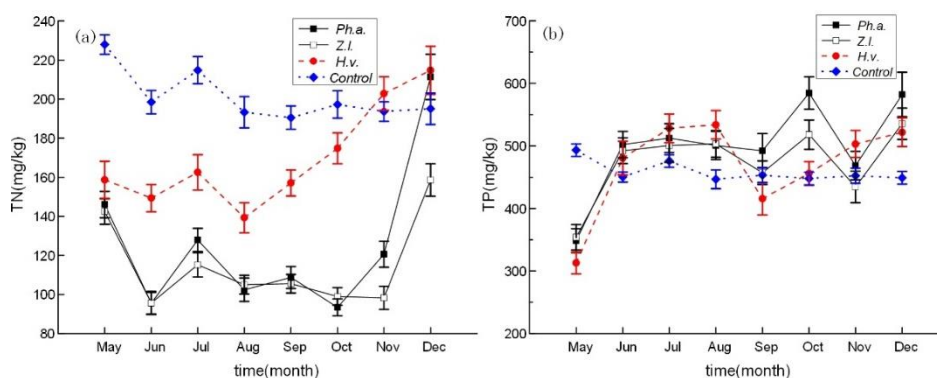 (a)
Ph.a.
Z.l.
H.v.
Control
TN(mg/kg)
240
220
200
180
160
140
120
100
80
May Jun Jul Aug Sep Oct Nov Dec
time(month)
(b)
Ph.a.
Z.l.
H.v.
Control
TP(mg/kg)
700
600
500
400
300
200
May Jun Jul Aug Sep Oct Nov Dec
time(month)